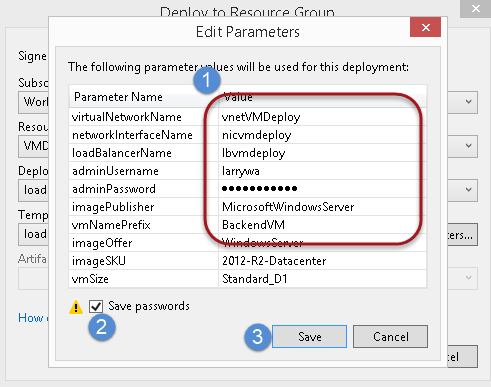 Deploy to Resource Group
Edit Parameters
The following parameter values will be used for this deployment:
1
Parameter Name Value
virtualNetworkName vnetVMDeploy
networkInterfaceName nicvmdeploy
loadBalancerName lbvmdeploy
adminUsername larrywa
adminPassword ●●●●●●●●●●●
imagePublisher MicrosoftWindowsServer
vmNamePrefix BackendVM
imageOffer WindowsServer
imageSKU 2012-R2-Datacenter
vmSize Standard_D1
Save passwords
2
3 Save Cancel
Signe
Subsc
Work
Resou
VMD
Deplo
load
Temp
load ters...
Artifa
How c cel